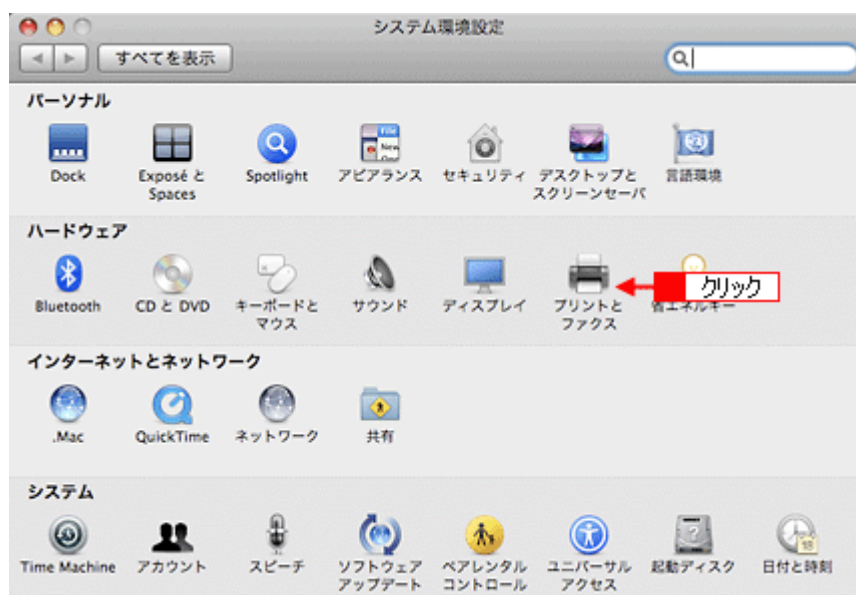 システム環境設定
すべてを表示
パーソナル
Dock
Exposé と
Spaces
Spotlight
アピアランス
セキュリティ
デスクトップと
スクリーンセーバ
言語環境
ハードウェア
Bluetooth
CD と DVD
キーボードと
マウス
サウンド
ディスプレイ
プリントと
ファクス
クリック
省エネルギー
インターネットとネットワーク
.Mac
QuickTime
ネットワーク
共有
システム
Time Machine
アカウント
スピーチ
ソフトウェア
アップデート
ペアレンタル
コントロール
ユニバーサル
アクセス
起動ディスク
日付と時刻